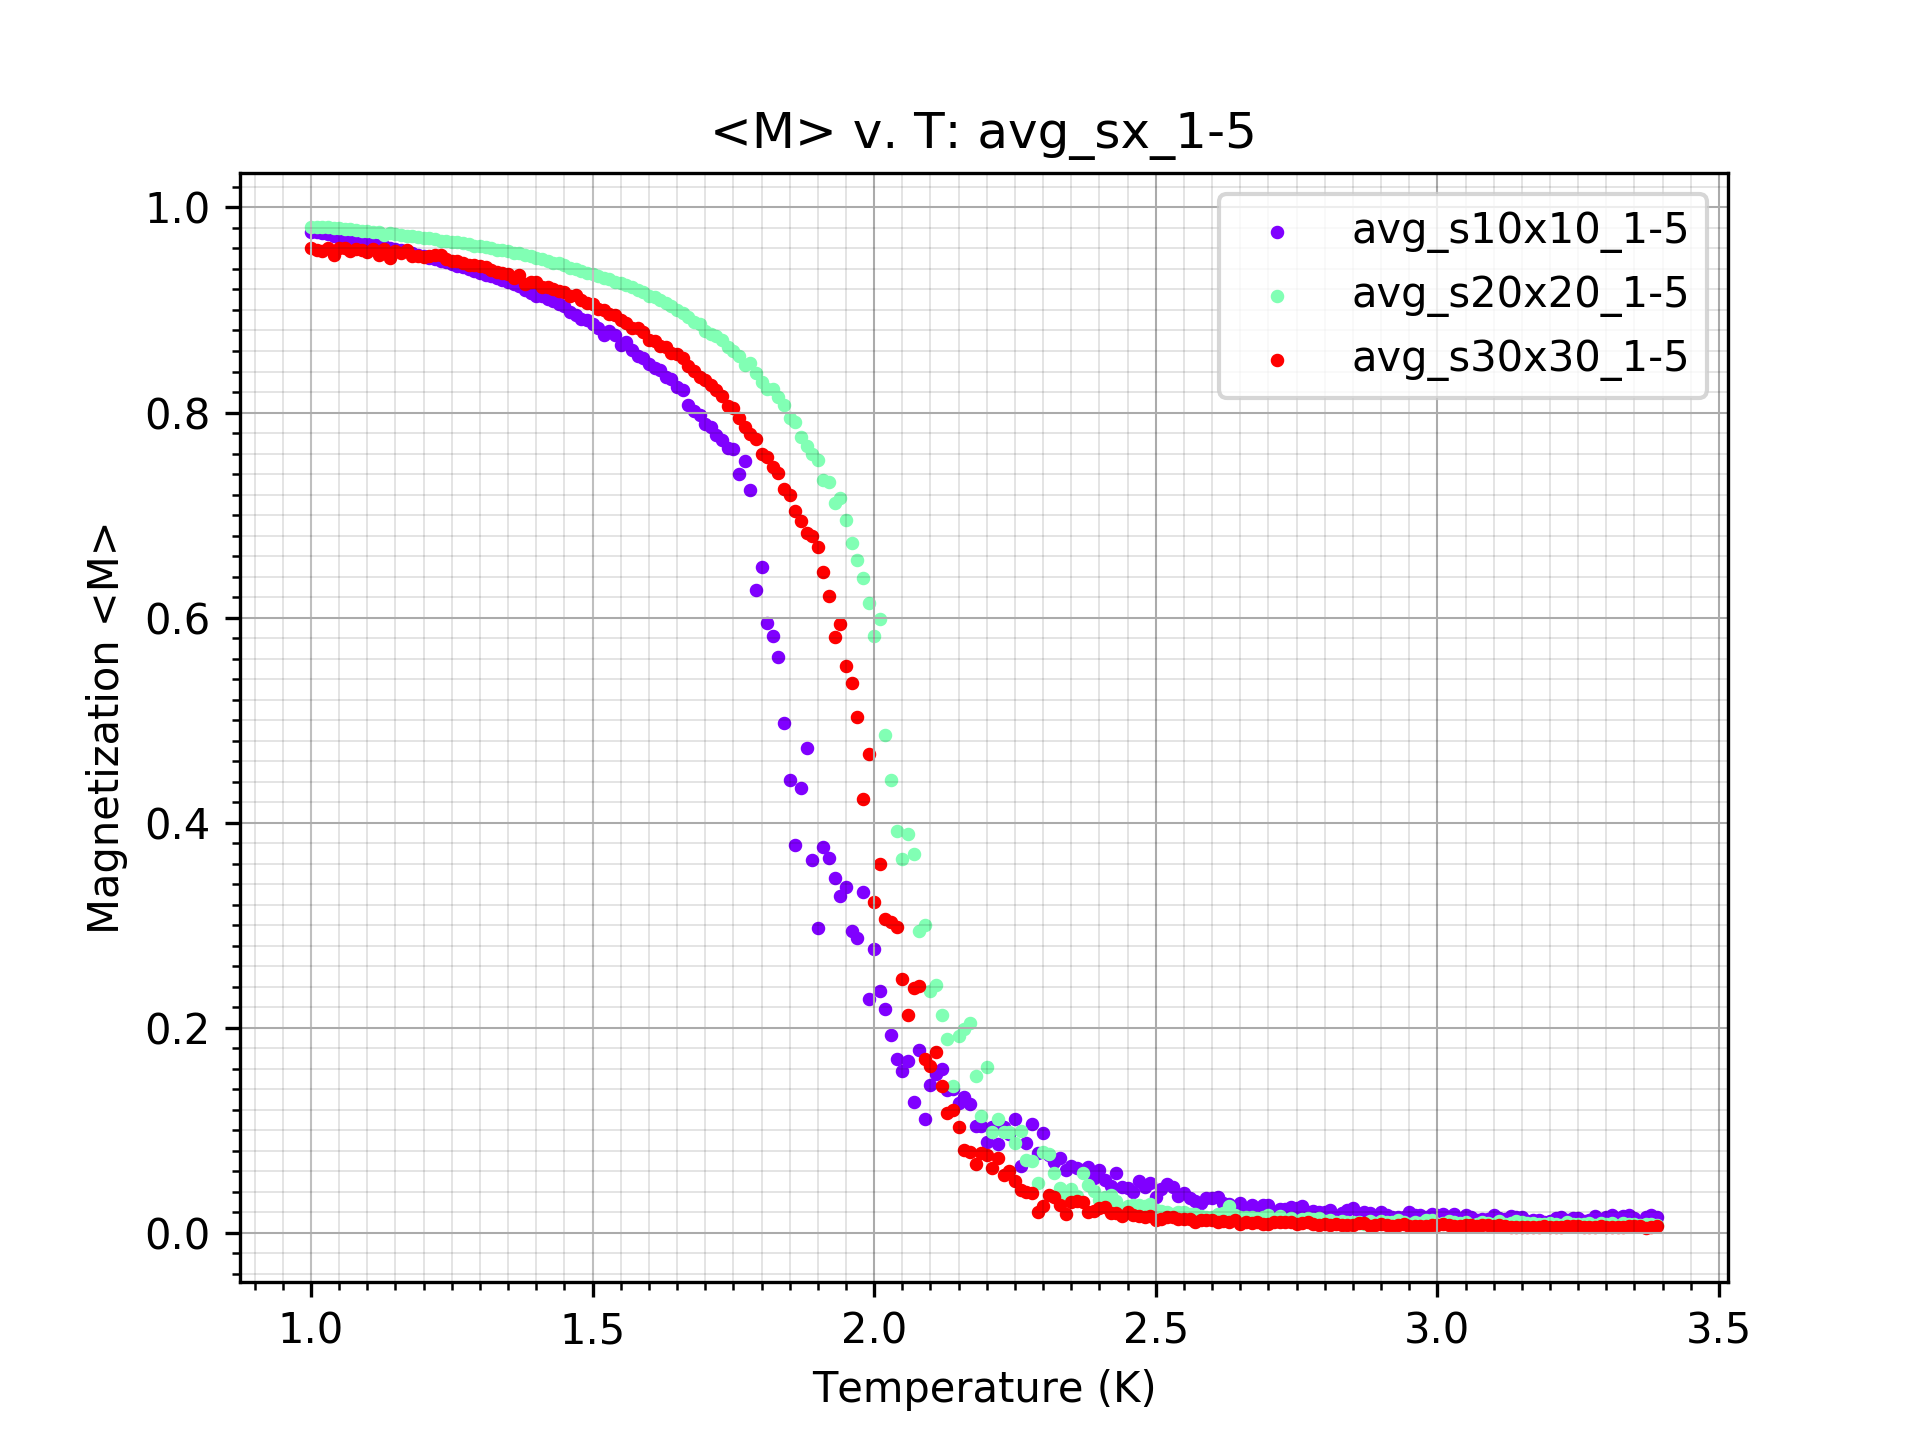 <M> v. T: avg_sx_1-5
avg_s10x10_1-5
avg_s20x20_1-5
avg_s30x30_1-5
Magnetization <M>
1.0
0.8
0.6
0.4
0.2
0.0
1.0 1.5 2.0 2.5 3.0 3.5
Temperature (K)